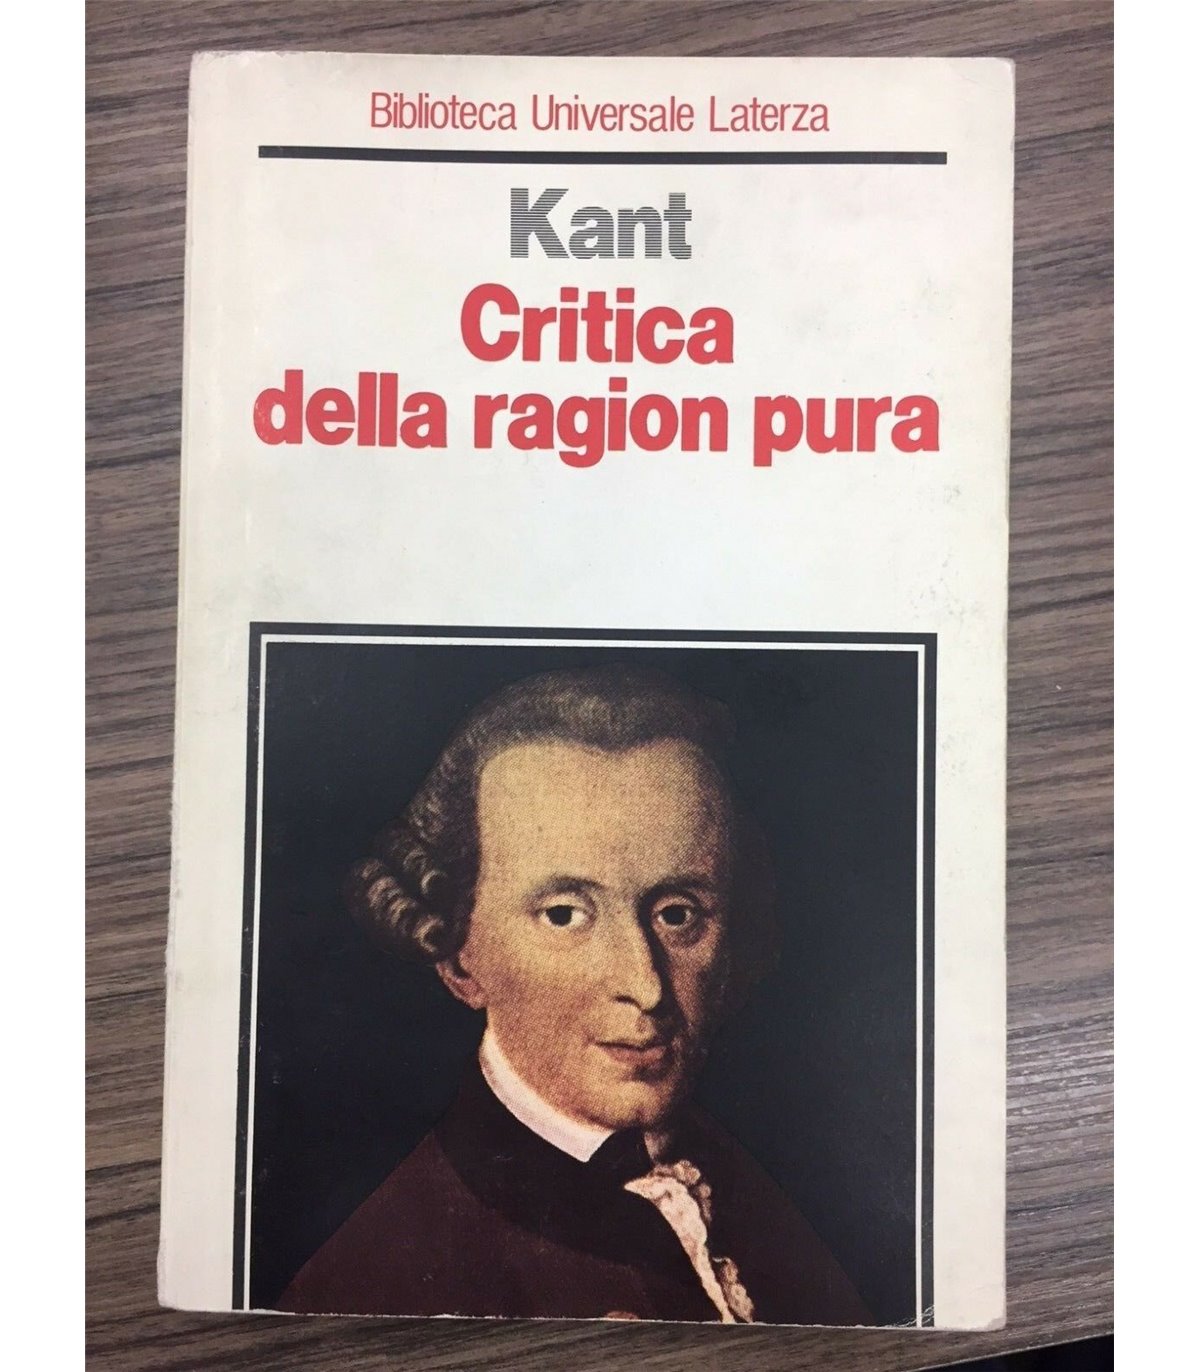 Biblioteca Universale Laterza
Kant
Critica
della ragion pura